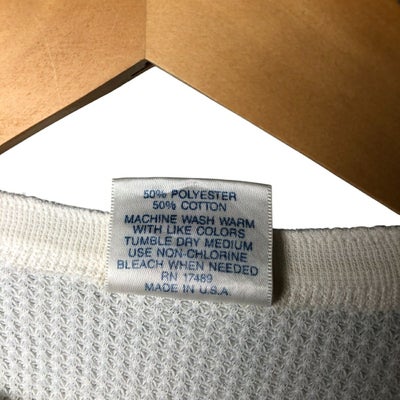 50% POLYESTER
50% COTTON
MACHINE WASH WARM
WITH LIKE COLORS
TUMBLE DRY MEDIUM
USE NON-CHLORINE
BLEACH WHEN NEEDED
RN 17489
MADE IN U.S.A.